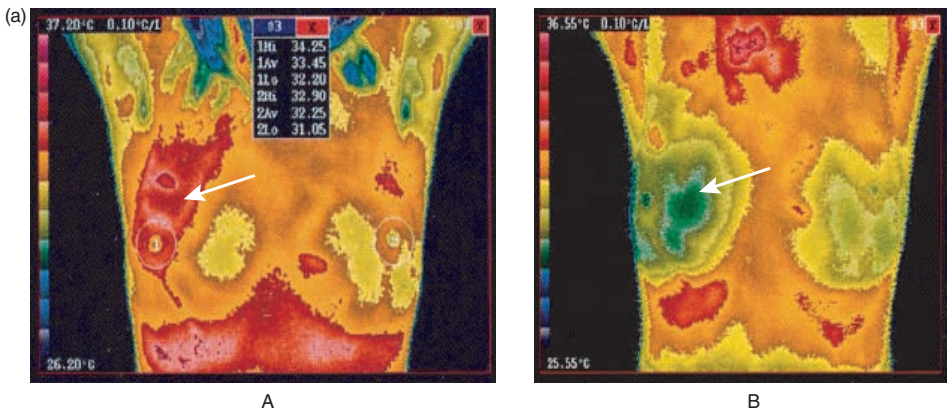 (a)
37.20°C 0.10°C/L
03 X
1Hi 34.25
1Av 33.45
1Lo 32.20
2Hi 32.90
2Av 32.25
2Lo 31.05
1
26.20°C
A
36.55°C 0.10°C/L
03 X
25.55°C
B